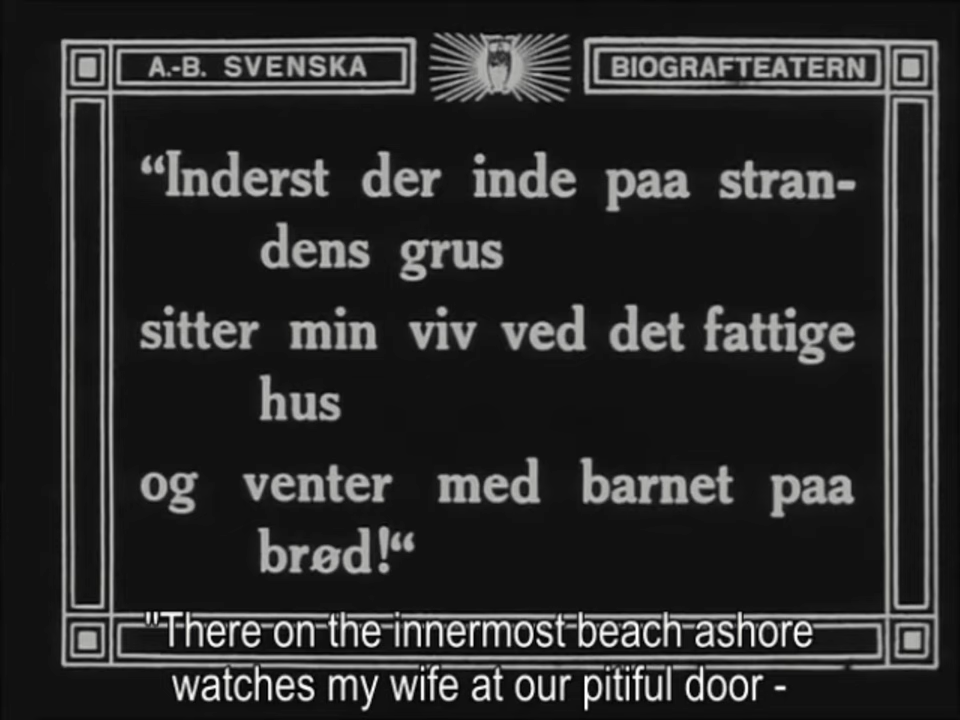 A.-B. SVENSKA
BIOGRAFTEATERN
“Inderst der inde paa stran-
dens grus
sitter min viv ved det fattige
hus
og venter med barnet paa
brød!“
"There on the innermost beach ashore
watches my wife at our pitiful door -